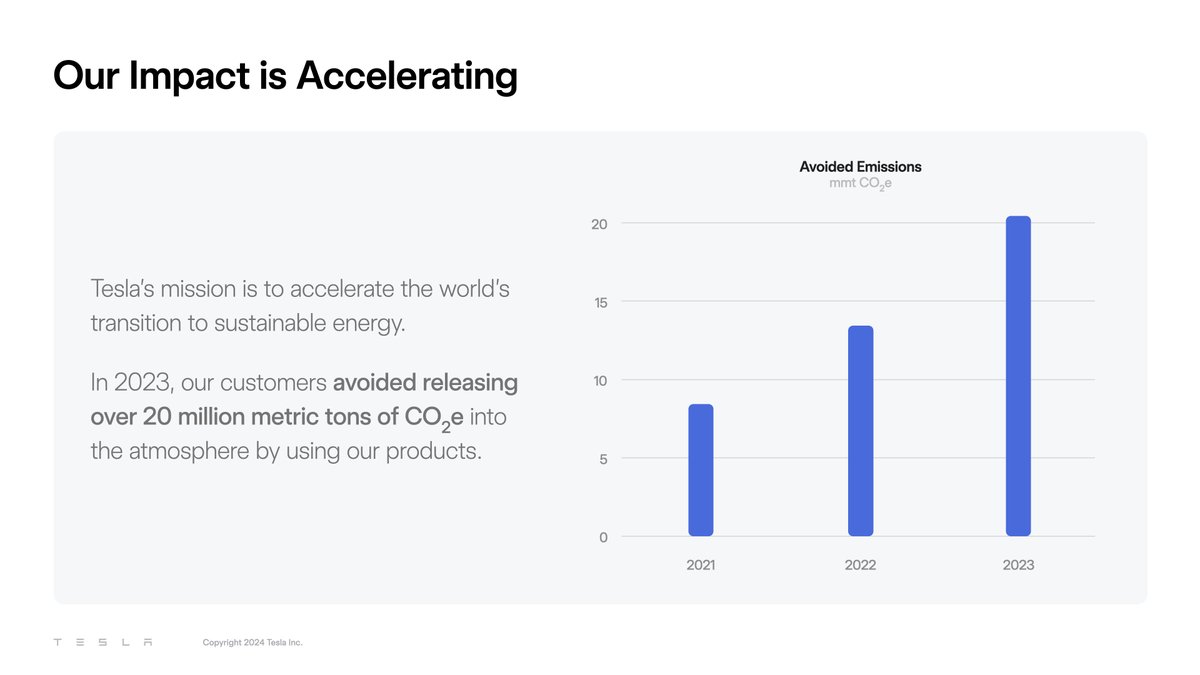 Our Impact is Accelerating
Tesla’s mission is to accelerate the world’s
transition to sustainable energy.
In 2023, our customers avoided releasing
over 20 million metric tons of CO₂e into
the atmosphere by using our products.
Avoided Emissions
mmt CO₂e
20
15
10
5
0
2021 2022 2023
TESLA Copyright 2024 Tesla Inc.